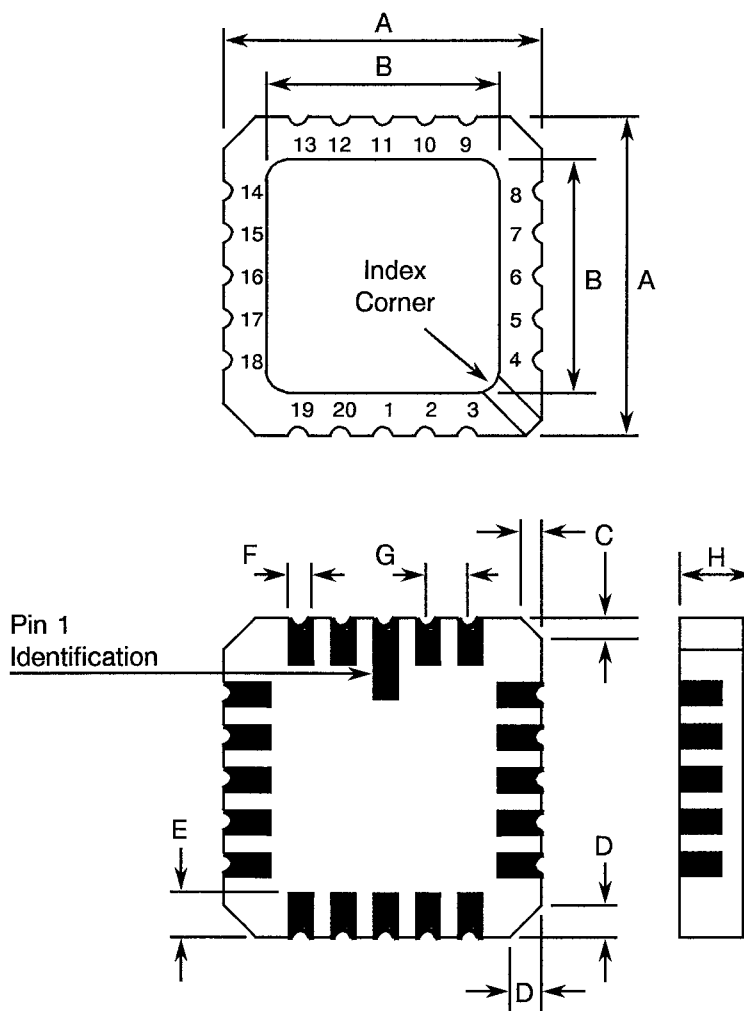 A
B
13 12 11 10 9
14 8
15 7
16 6
17 5
18 4
Index
Corner
B A
19 20 1 2 3
C
F G H
Pin 1
Identification
E D
D